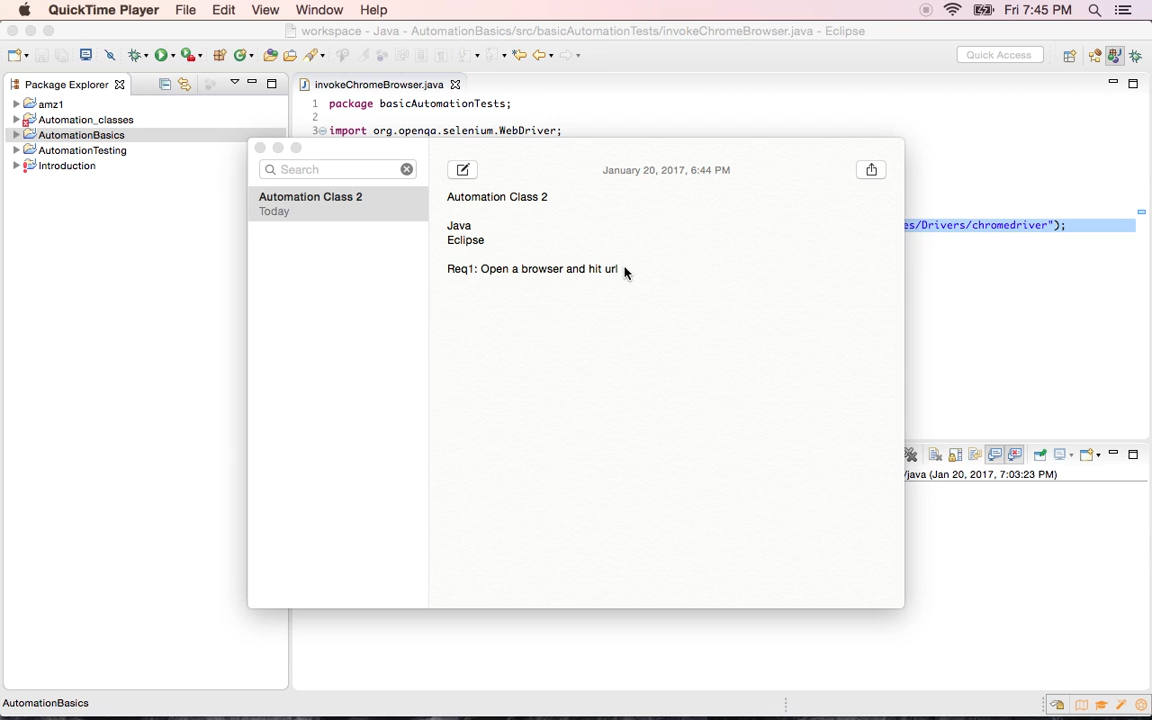 QuickTime Player File Edit View Window Help Fri 7:45 PM
workspace - Java - AutomationBasics/src/basicAutomationTests/invokeChromeBrowser.java - Eclipse
Quick Access
Package Explorer
invokeChromeBrowser.java
amz1
Automation_classes
AutomationBasics
AutomationTesting
Introduction
1 package basicAutomationTests;
2
3 import org.openqa.selenium.WebDriver;
es/Drivers/chromedriver");
Search
Automation Class 2
Today
January 20, 2017, 6:44 PM
Automation Class 2
Java
Eclipse
Req1: Open a browser and hit url
/java (Jan 20, 2017, 7:03:23 PM)
AutomationBasics